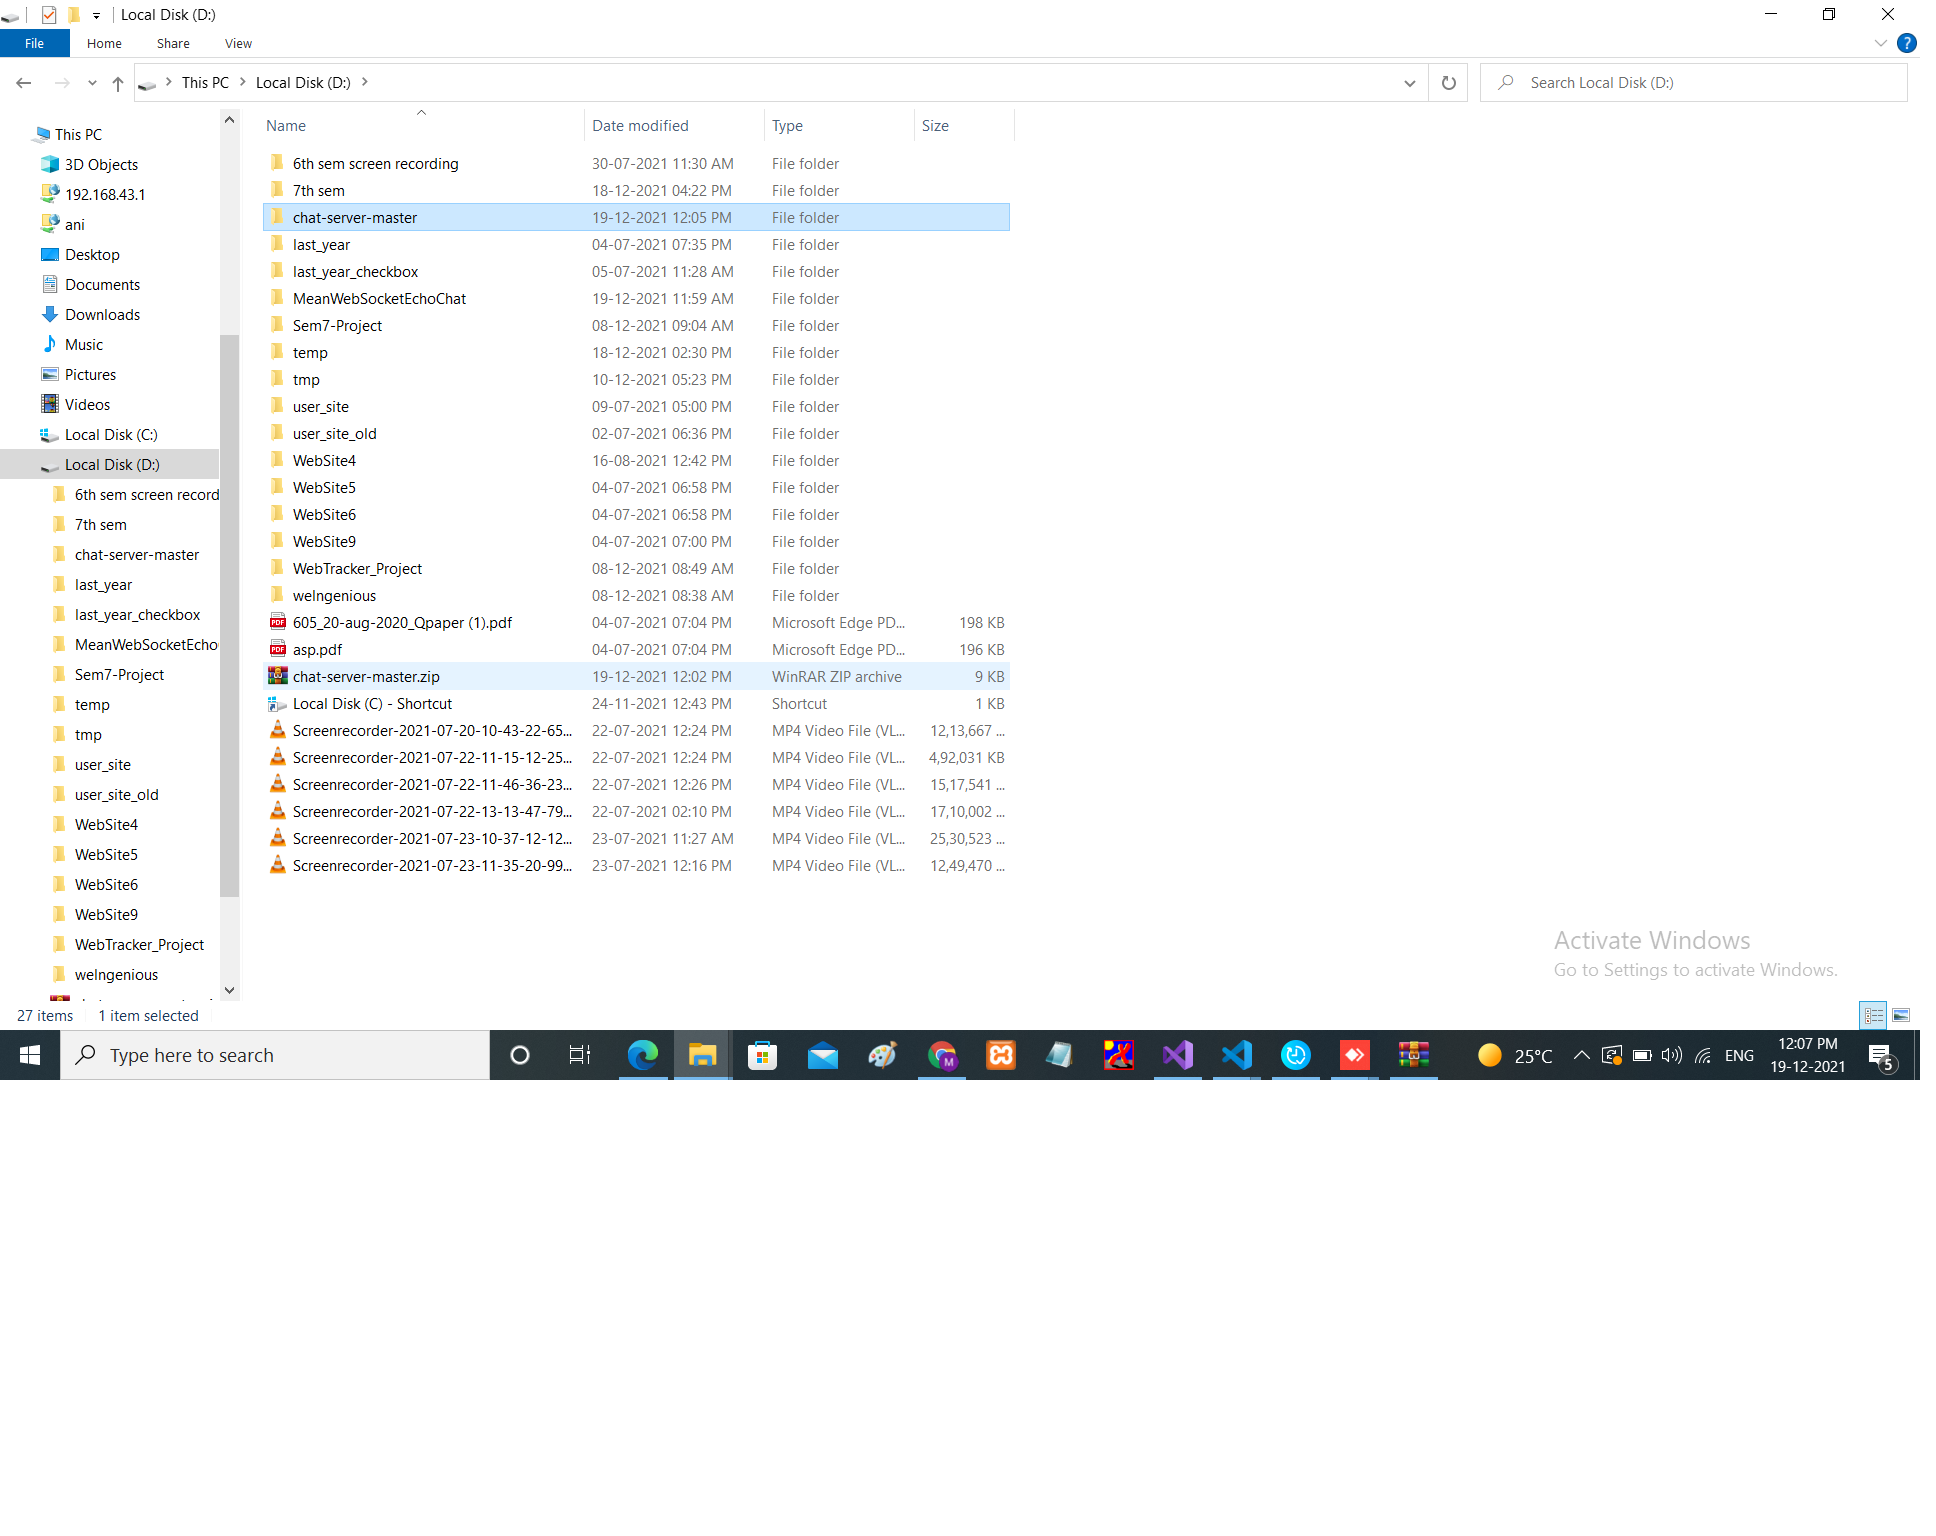 Local Disk (D:)
File Home Share View
This PC Local Disk (D:)
Search Local Disk (D:)
This PC
3D Objects
192.168.43.1
ani
Desktop
Documents
Downloads
Music
Pictures
Videos
Local Disk (C:)
Local Disk (D:)
6th sem screen record
7th sem
chat-server-master
last_year
last_year_checkbox
MeanWebSocketEcho
Sem7-Project
temp
tmp
user_site
user_site_old
WebSite4
WebSite5
WebSite6
WebSite9
WebTracker_Project
weIngenious
Name Date modified Type Size
6th sem screen recording 30-07-2021 11:30 AM File folder
7th sem 18-12-2021 04:22 PM File folder
chat-server-master 19-12-2021 12:05 PM File folder
last_year 04-07-2021 07:35 PM File folder
last_year_checkbox 05-07-2021 11:28 AM File folder
MeanWebSocketEchoChat 19-12-2021 11:59 AM File folder
Sem7-Project 08-12-2021 09:04 AM File folder
temp 18-12-2021 02:30 PM File folder
tmp 10-12-2021 05:23 PM File folder
user_site 09-07-2021 05:00 PM File folder
user_site_old 02-07-2021 06:36 PM File folder
WebSite4 16-08-2021 12:42 PM File folder
WebSite5 04-07-2021 06:58 PM File folder
WebSite6 04-07-2021 06:58 PM File folder
WebSite9 04-07-2021 07:00 PM File folder
WebTracker_Project 08-12-2021 08:49 AM File folder
weIngenious 08-12-2021 08:38 AM File folder
605_20-aug-2020_Qpaper (1).pdf 04-07-2021 07:04 PM Microsoft Edge PD... 198 KB
asp.pdf 04-07-2021 07:04 PM Microsoft Edge PD... 196 KB
chat-server-master.zip 19-12-2021 12:02 PM WinRAR ZIP archive 9 KB
Local Disk (C) - Shortcut 24-11-2021 12:43 PM Shortcut 1 KB
Screenrecorder-2021-07-20-10-43-22-65... 22-07-2021 12:24 PM MP4 Video File (VL... 12,13,667 ...
Screenrecorder-2021-07-22-11-15-12-25... 22-07-2021 12:24 PM MP4 Video File (VL... 4,92,031 KB
Screenrecorder-2021-07-22-11-46-36-23... 22-07-2021 12:26 PM MP4 Video File (VL... 15,17,541 ...
Screenrecorder-2021-07-22-13-13-47-79... 22-07-2021 02:10 PM MP4 Video File (VL... 17,10,002 ...
Screenrecorder-2021-07-23-10-37-12-12... 23-07-2021 11:27 AM MP4 Video File (VL... 25,30,523 ...
Screenrecorder-2021-07-23-11-35-20-99... 23-07-2021 12:16 PM MP4 Video File (VL... 12,49,470 ...
Activate Windows
Go to Settings to activate Windows.
27 items 1 item selected
Type here to search
25°C
ENG
12:07 PM
19-12-2021
5